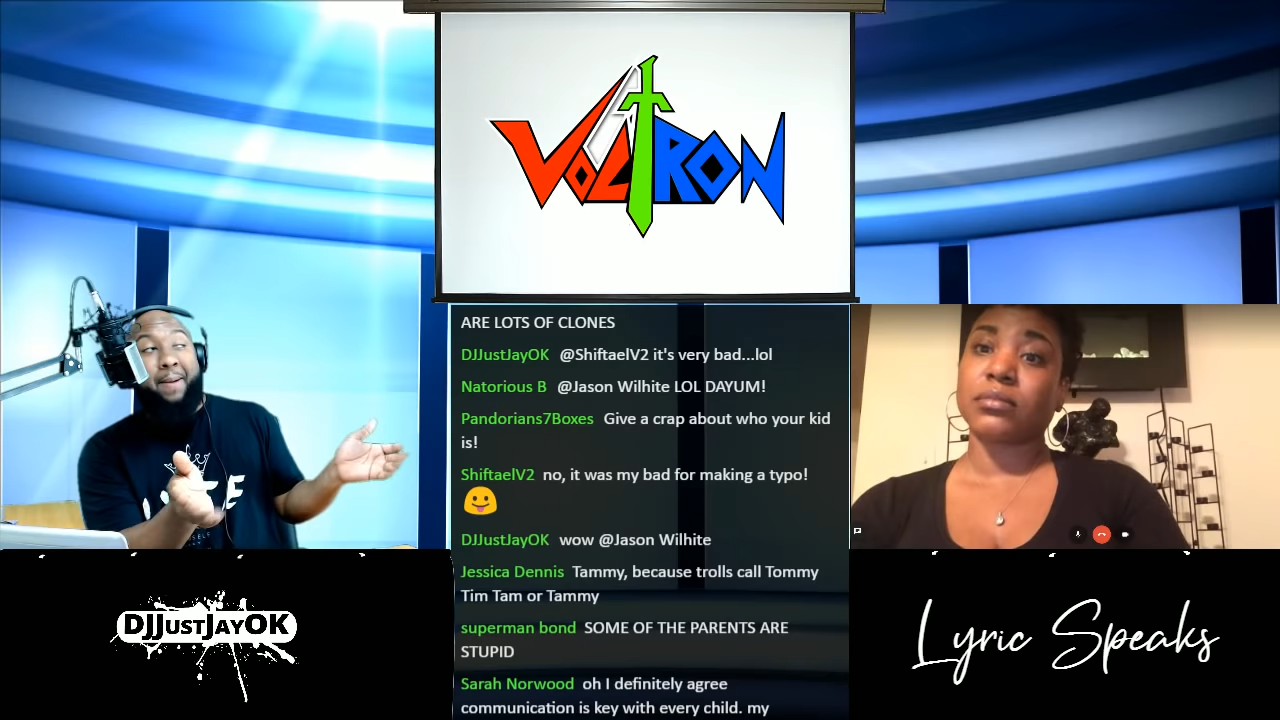 VOLTRON
ARE LOTS OF CLONES
DJJustJayOK @ShiftaelV2 it's very bad...lol
Natorious B @Jason Wilhite LOL DAYUM!
Pandorians7Boxes Give a crap about who your kid
is!
ShiftaelV2 no, it was my bad for making a typo!
DJJustJayOK wow @Jason Wilhite
Jessica Dennis Tammy, because trolls call Tommy
Tim Tam or Tammy
superman bond SOME OF THE PARENTS ARE
STUPID
Sarah Norwood oh I definitely agree
communication is key with every child. my
DJJustJayOK
Lyric Speaks